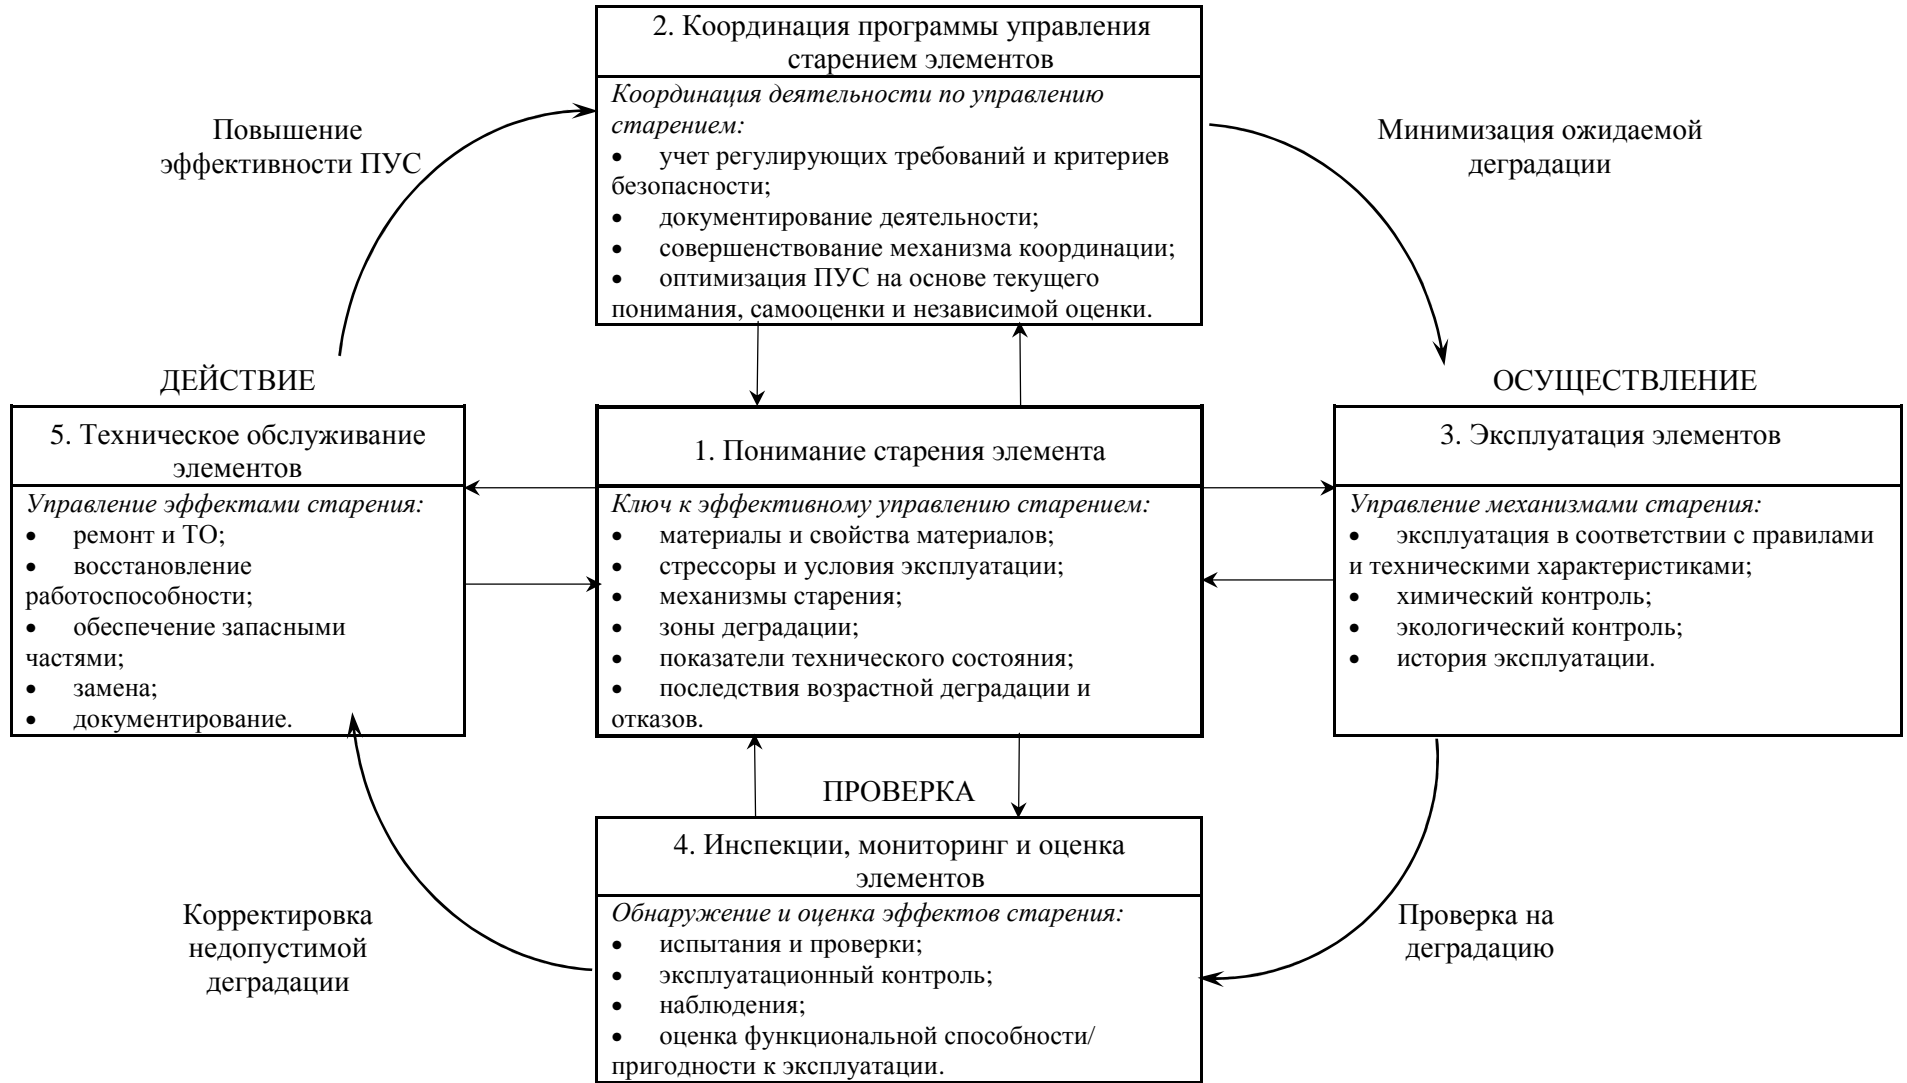 2. Координация программы управления
старением элементов
Координация деятельности по управлению
старением:
• учет регулирующих требований и критериев
безопасности;
• документирование деятельности;
• совершенствование механизма координации;
• оптимизация ПУС на основе текущего
понимания, самооценки и независимой оценки.
Повышение
эффективности ПУС
Минимизация ожидаемой
деградации
ДЕЙСТВИЕ
ОСУЩЕСТВЛЕНИЕ
5. Техническое обслуживание
элементов
Управление эффектами старения:
• ремонт и ТО;
• восстановление
работоспособности;
• обеспечение запасными
частями;
• замена;
• документирование.
1. Понимание старения элемента
Ключ к эффективному управлению старением:
• материалы и свойства материалов;
• стрессоры и условия эксплуатации;
• механизмы старения;
• зоны деградации;
• показатели технического состояния;
• последствия возрастной деградации и
отказов.
3. Эксплуатация элементов
Управление механизмами старения:
• эксплуатация в соответствии с правилами
и техническими характеристиками;
• химический контроль;
• экологический контроль;
• история эксплуатации.
ПРОВЕРКА
4. Инспекции, мониторинг и оценка
элементов
Обнаружение и оценка эффектов старения:
• испытания и проверки;
• эксплуатационный контроль;
• наблюдения;
• оценка функциональной способности/
пригодности к эксплуатации.
Корректировка
недопустимой
деградации
Проверка на
деградацию